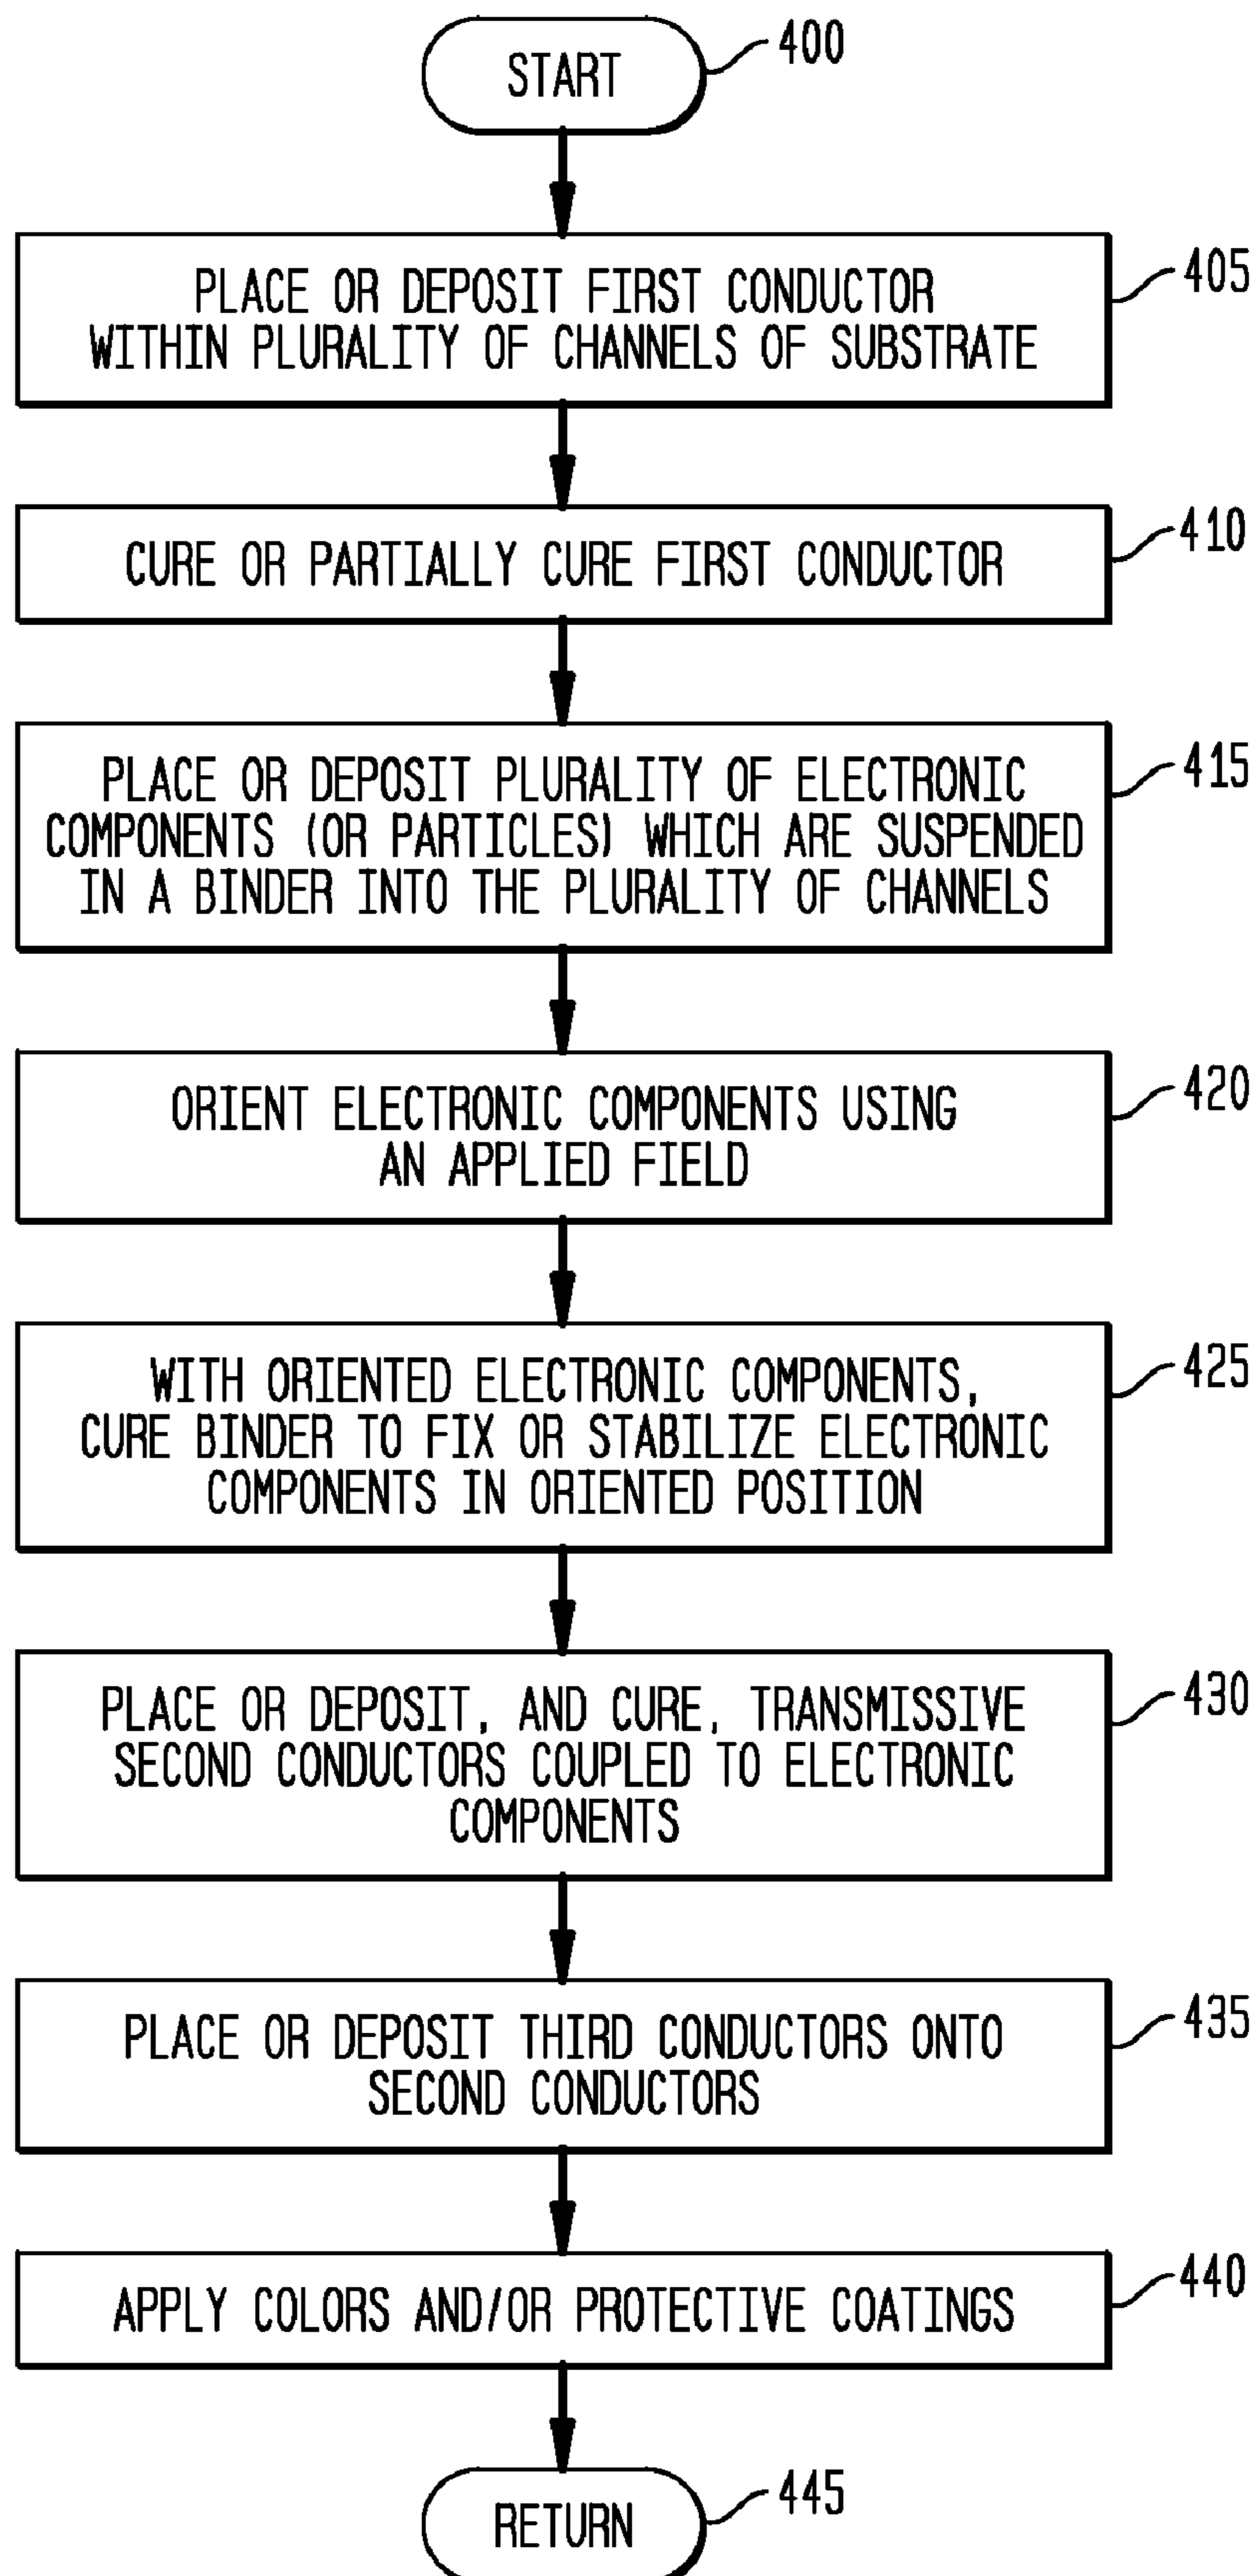 START
400
PLACE OR DEPOSIT FIRST CONDUCTOR
WITHIN PLURALITY OF CHANNELS OF SUBSTRATE
405
CURE OR PARTIALLY CURE FIRST CONDUCTOR
410
PLACE OR DEPOSIT PLURALITY OF ELECTRONIC
COMPONENTS (OR PARTICLES) WHICH ARE SUSPENDED
IN A BINDER INTO THE PLURALITY OF CHANNELS
415
ORIENT ELECTRONIC COMPONENTS USING
AN APPLIED FIELD
420
WITH ORIENTED ELECTRONIC COMPONENTS,
CURE BINDER TO FIX OR STABILIZE ELECTRONIC
COMPONENTS IN ORIENTED POSITION
425
PLACE OR DEPOSIT, AND CURE, TRANSMISSIVE
SECOND CONDUCTORS COUPLED TO ELECTRONIC
COMPONENTS
430
PLACE OR DEPOSIT THIRD CONDUCTORS ONTO
SECOND CONDUCTORS
435
APPLY COLORS AND/OR PROTECTIVE COATINGS
440
RETURN
445